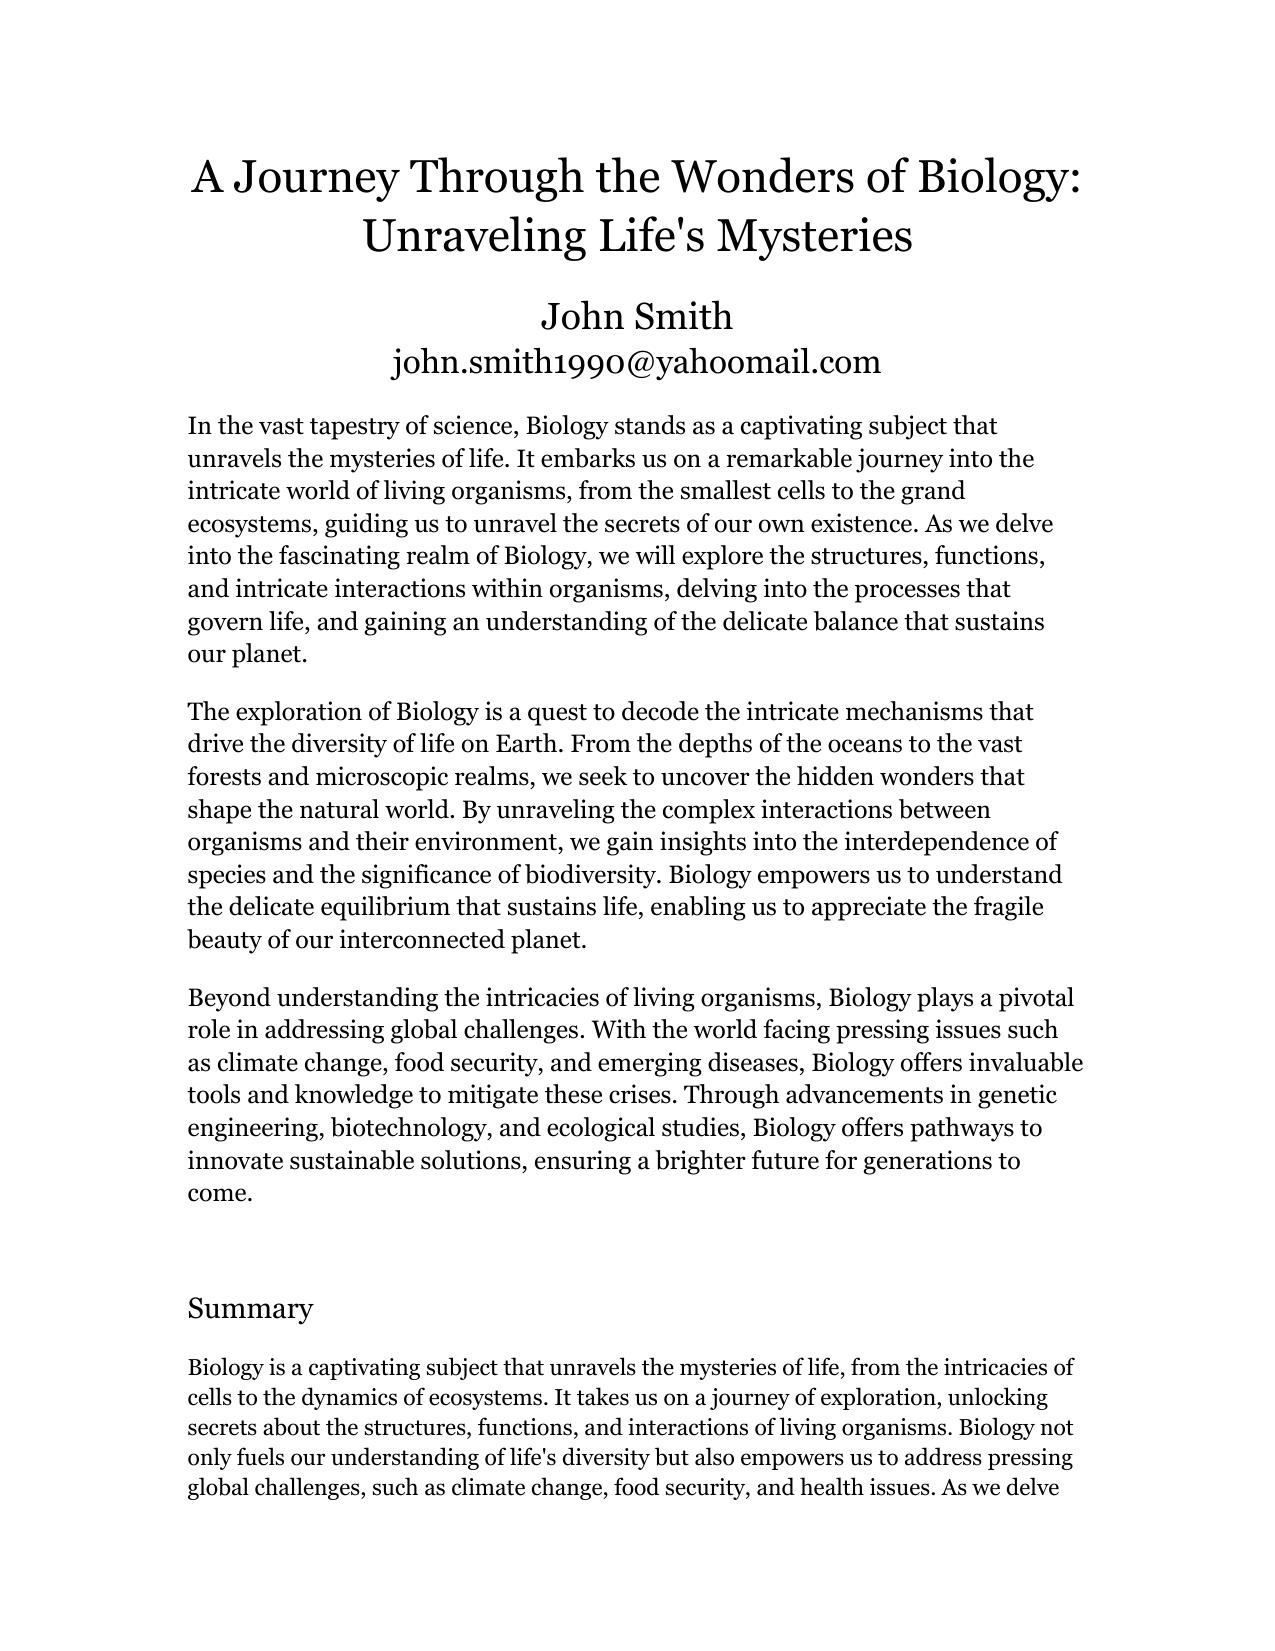 A Journey Through the Wonders of Biology:
Unraveling Life's Mysteries
John Smith
john.smith1990@yahoomail.com
In the vast tapestry of science, Biology stands as a captivating subject that
unravels the mysteries of life. It embarks us on a remarkable journey into the
intricate world of living organisms, from the smallest cells to the grand
ecosystems, guiding us to unravel the secrets of our own existence. As we delve
into the fascinating realm of Biology, we will explore the structures, functions,
and intricate interactions within organisms, delving into the processes that
govern life, and gaining an understanding of the delicate balance that sustains
our planet.
The exploration of Biology is a quest to decode the intricate mechanisms that
drive the diversity of life on Earth. From the depths of the oceans to the vast
forests and microscopic realms, we seek to uncover the hidden wonders that
shape the natural world. By unraveling the complex interactions between
organisms and their environment, we gain insights into the interdependence of
species and the significance of biodiversity. Biology empowers us to understand
the delicate equilibrium that sustains life, enabling us to appreciate the fragile
beauty of our interconnected planet.
Beyond understanding the intricacies of living organisms, Biology plays a pivotal
role in addressing global challenges. With the world facing pressing issues such
as climate change, food security, and emerging diseases, Biology offers invaluable
tools and knowledge to mitigate these crises. Through advancements in genetic
engineering, biotechnology, and ecological studies, Biology offers pathways to
innovate sustainable solutions, ensuring a brighter future for generations to
come.
Summary
Biology is a captivating subject that unravels the mysteries of life, from the intricacies of
cells to the dynamics of ecosystems. It takes us on a journey of exploration, unlocking
secrets about the structures, functions, and interactions of living organisms. Biology not
only fuels our understanding of life's diversity but also empowers us to address pressing
global challenges, such as climate change, food security, and health issues. As we delve